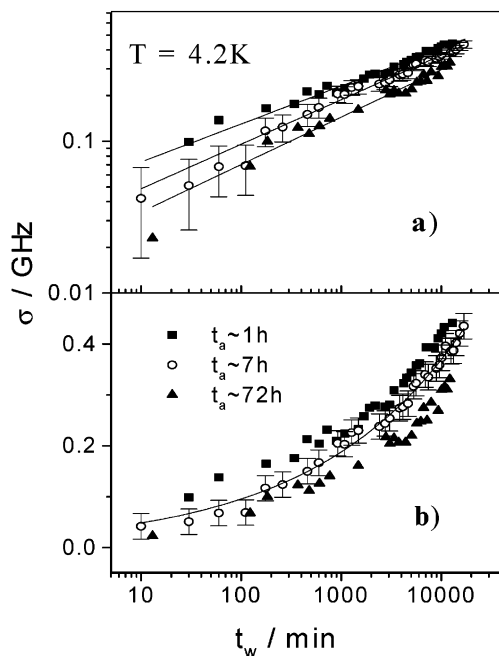 T = 4.2K
0.1
a)
0.01
σ / GHz
t_a~1h
t_a~7h
t_a~72h
0.4
0.2
0.0
b)
10 100 1000 10000
t_w / min